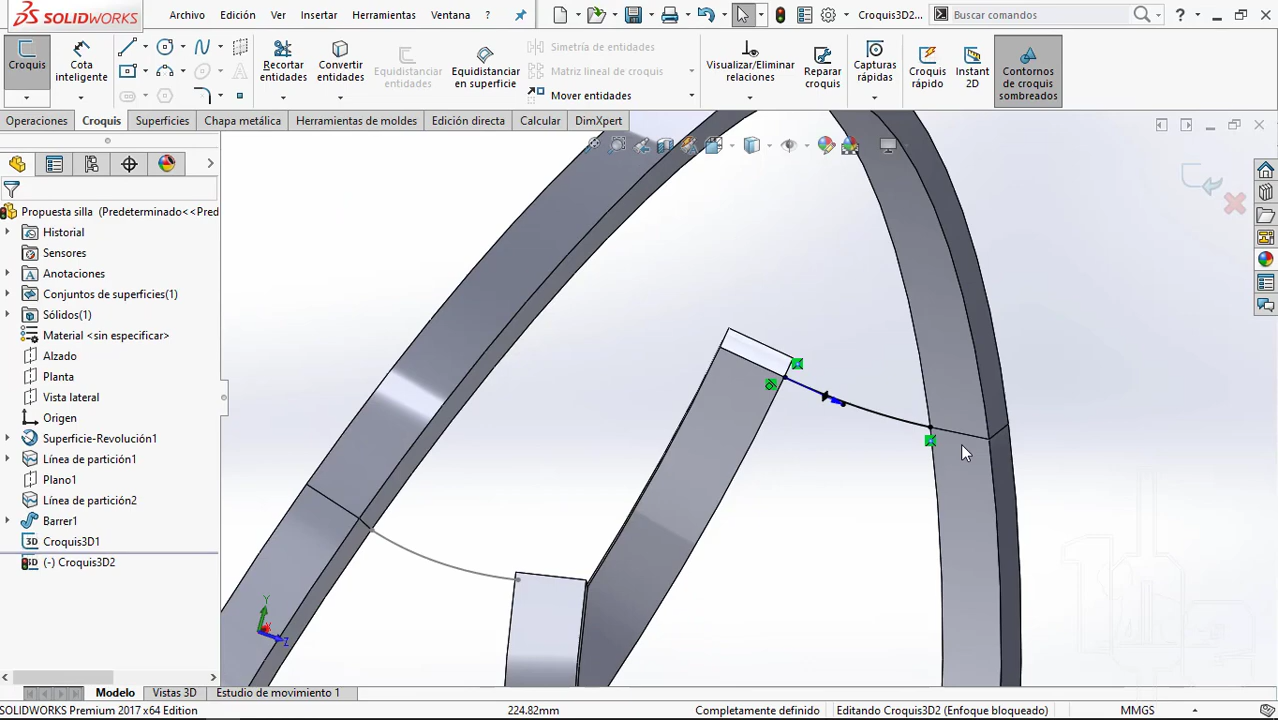 SOLIDWORKS
Archivo Edición Ver Insertar Herramientas Ventana ?
Croquis3D2...
Buscar comandos
?
Croquis
Cota inteligente
Recortar entidades
Convertir entidades
Equidistanciar entidades
Equidistanciar en superficie
Simetría de entidades
Matriz lineal de croquis
Mover entidades
Visualizar/Eliminar relaciones
Reparar croquis
Capturas rápidas
Croquis rápido
Instant 2D
Contornos de croquis sombreados
Operaciones Croquis Superficies Chapa metálica Herramientas de moldes Edición directa Calcular DimXpert
Propuesta silla (Predeterminado<<Pred
Historial
Sensores
Anotaciones
Conjuntos de superficies(1)
Sólidos(1)
Material <sin especificar>
Alzado
Planta
Vista lateral
Origen
Superficie-Revolución1
Línea de partición1
Plano1
Línea de partición2
Barrer1
3D Croquis3D1
3D (-) Croquis3D2
Y
X
Z
Modelo Vistas 3D Estudio de movimiento 1
SOLIDWORKS Premium 2017 x64 Edition 224.82mm Completamente definido Editando Croquis3D2 (Enfoque bloqueado) MMGS